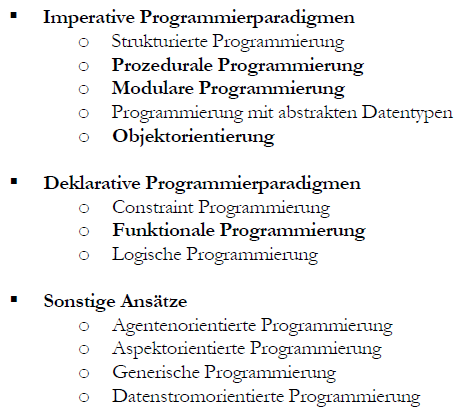 ▪ Imperative Programmierparadigmen
o Strukturierte Programmierung
o Prozedurale Programmierung
o Modulare Programmierung
o Programmierung mit abstrakten Datentypen
o Objektorientierung
▪ Deklarative Programmierparadigmen
o Constraint Programmierung
o Funktionale Programmierung
o Logische Programmierung
▪ Sonstige Ansätze
o Agentenorientierte Programmierung
o Aspektorientierte Programmierung
o Generische Programmierung
o Datenstromorientierte Programmierung